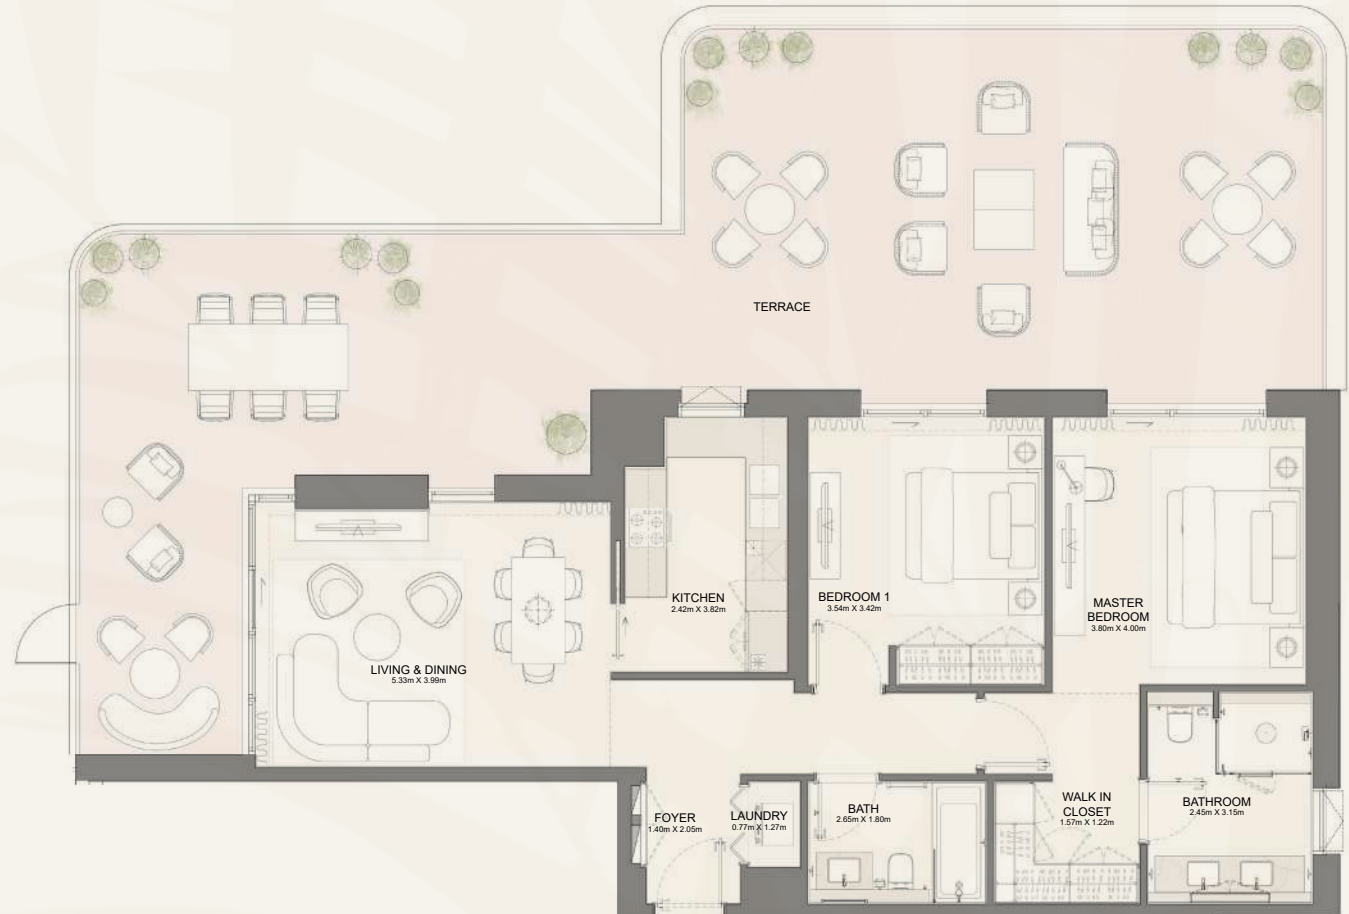 TERRACE
KITCHEN
2.42m X 3.82m
BEDROOM 1
3.54m X 3.42m
MASTER
BEDROOM
3.80m X 4.00m
LIVING & DINING
5.33m X 3.99m
FOYER
1.40m X 2.05m
LAUNDRY
0.77m X 1.27m
BATH
2.65m X 1.80m
WALK IN
CLOSET
1.57m X 1.22m
BATHROOM
2.45m X 3.15m